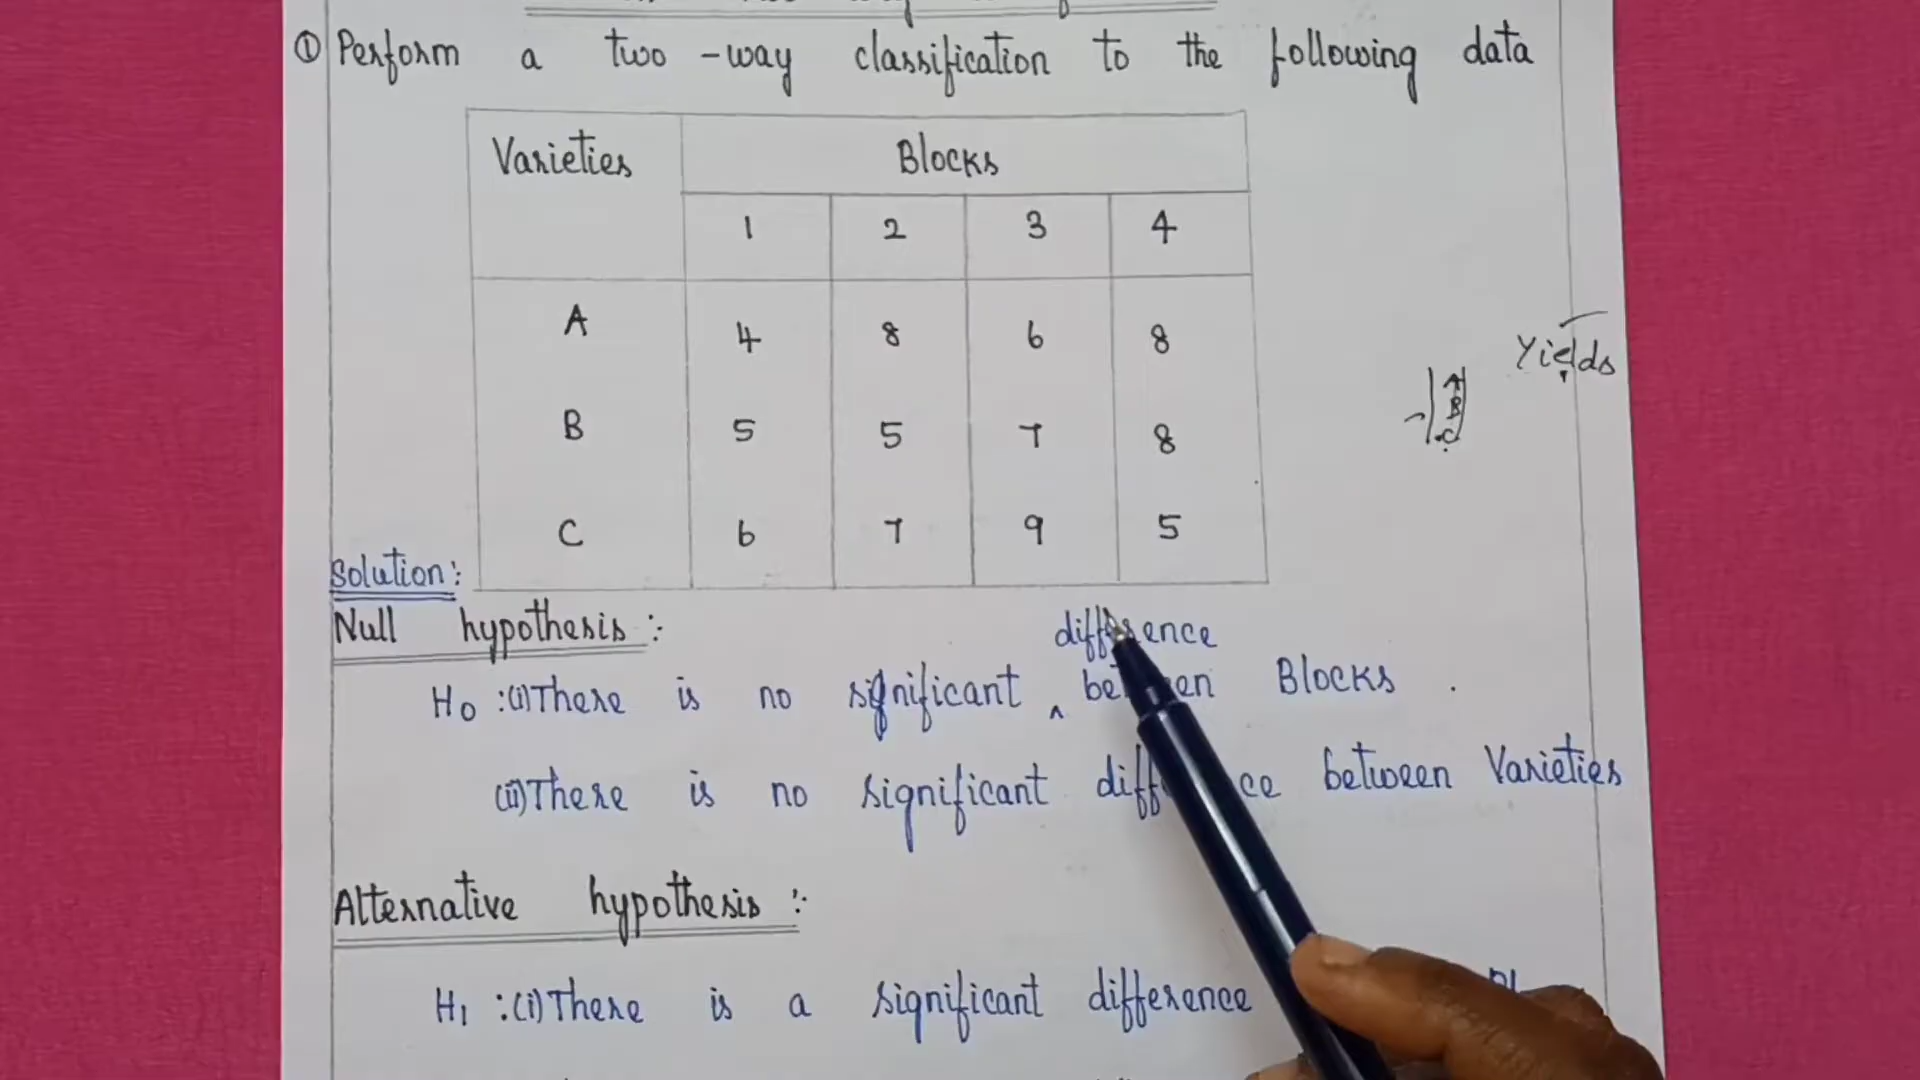 ① Perform a two-way classification to the following data
Varieties Blocks
1 2 3 4
A 4 8 6 8
B 5 5 7 8
C 6 7 9 5
Yields
A
B
C
Solution:
Null hypothesis:
difference
H₀ :(i)There is no significant ^ between Blocks .
(ii)There is no significant difference between Varieties
Alternative hypothesis :
H₁ :(i)There is a significant difference